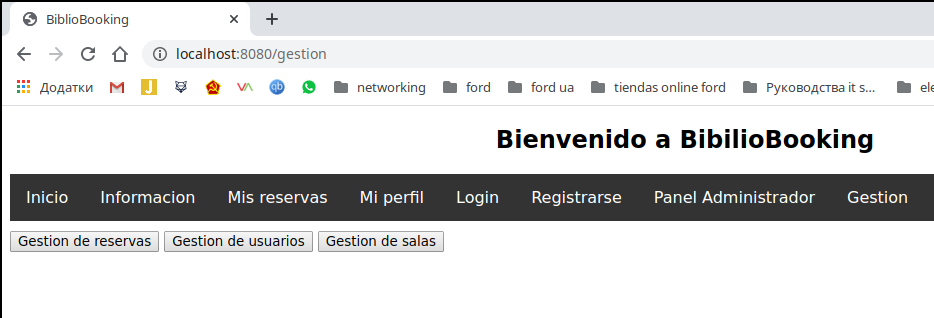 BiblioBooking
localhost:8080/gestion
Додатки networking ford ford ua tiendas online ford Руководства it s... ele
Bienvenido a BibilioBooking
Inicio Informacion Mis reservas Mi perfil Login Registrarse Panel Administrador Gestion
Gestion de reservas Gestion de usuarios Gestion de salas